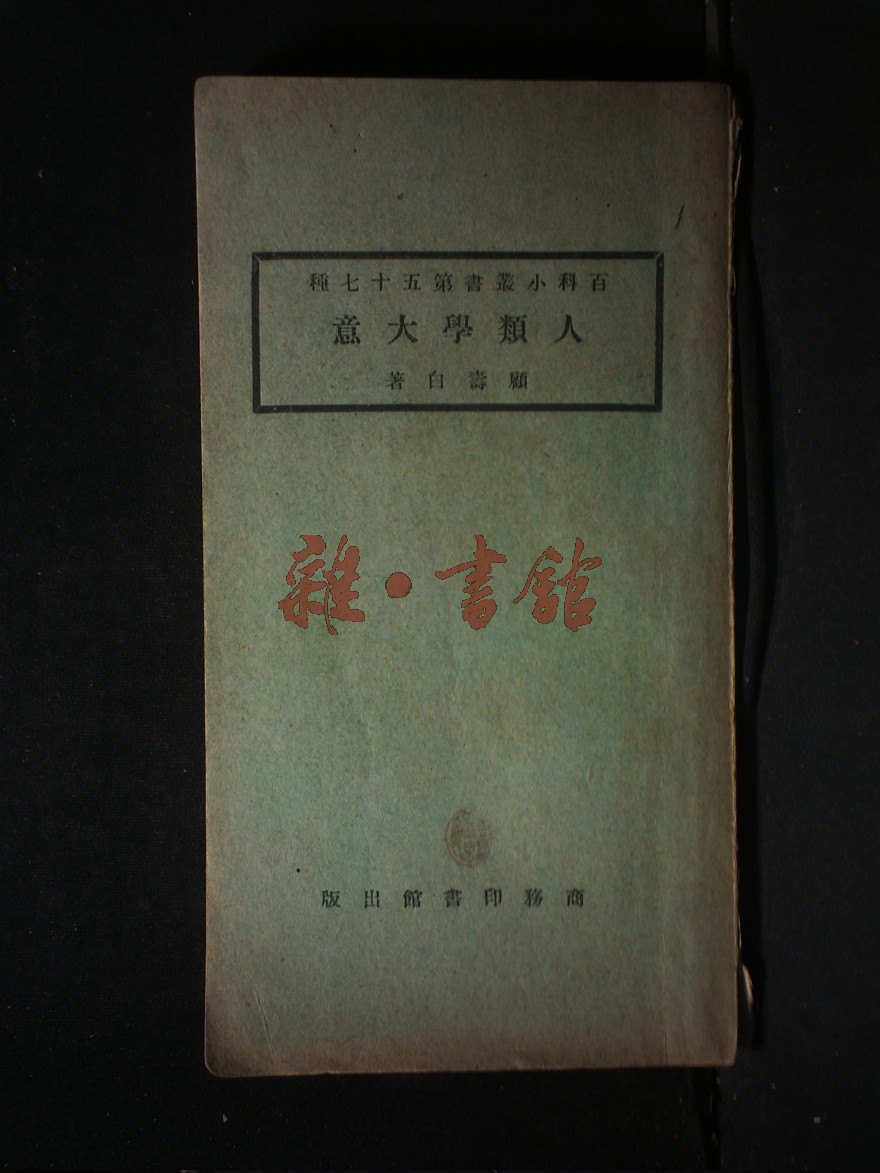 百科小叢書第五十七種
人類學大意
顧壽白著
雜·書館
商務印書館出版